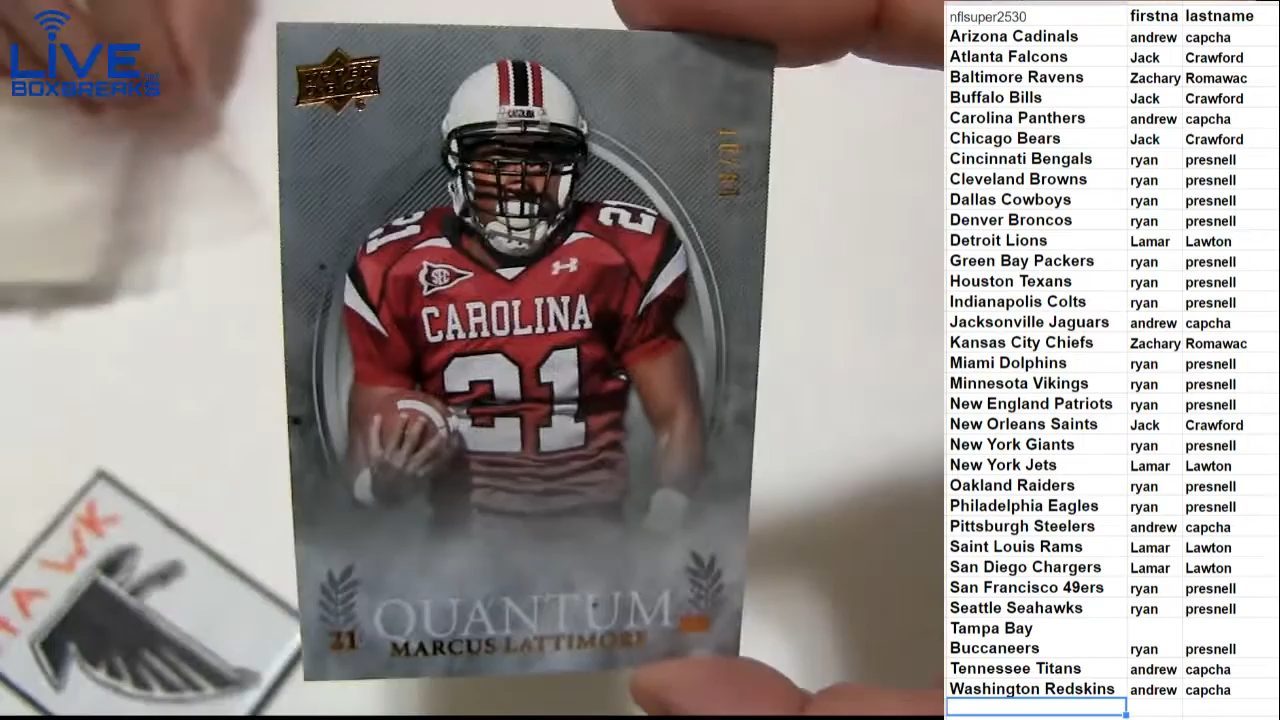 LIVE
BOXBREAKS
UPPER DECK
CAROLINA
21
21
SEC
CAROLINA
21
QUANTUM
21
MARCUS LATTIMORE
nflsuper2530 firstna lastname
Arizona Cadinals andrew capcha
Atlanta Falcons Jack Crawford
Baltimore Ravens Zachary Romawac
Buffalo Bills Jack Crawford
Carolina Panthers andrew capcha
Chicago Bears Jack Crawford
Cincinnati Bengals ryan presnell
Cleveland Browns ryan presnell
Dallas Cowboys ryan presnell
Denver Broncos ryan presnell
Detroit Lions Lamar Lawton
Green Bay Packers ryan presnell
Houston Texans ryan presnell
Indianapolis Colts ryan presnell
Jacksonville Jaguars andrew capcha
Kansas City Chiefs Zachary Romawac
Miami Dolphins ryan presnell
Minnesota Vikings ryan presnell
New England Patriots ryan presnell
New Orleans Saints Jack Crawford
New York Giants ryan presnell
New York Jets Lamar Lawton
Oakland Raiders ryan presnell
Philadelphia Eagles ryan presnell
Pittsburgh Steelers andrew capcha
Saint Louis Rams Lamar Lawton
San Diego Chargers Lamar Lawton
San Francisco 49ers ryan presnell
Seattle Seahawks ryan presnell
Tampa Bay
Buccaneers ryan presnell
Tennessee Titans andrew capcha
Washington Redskins andrew capcha